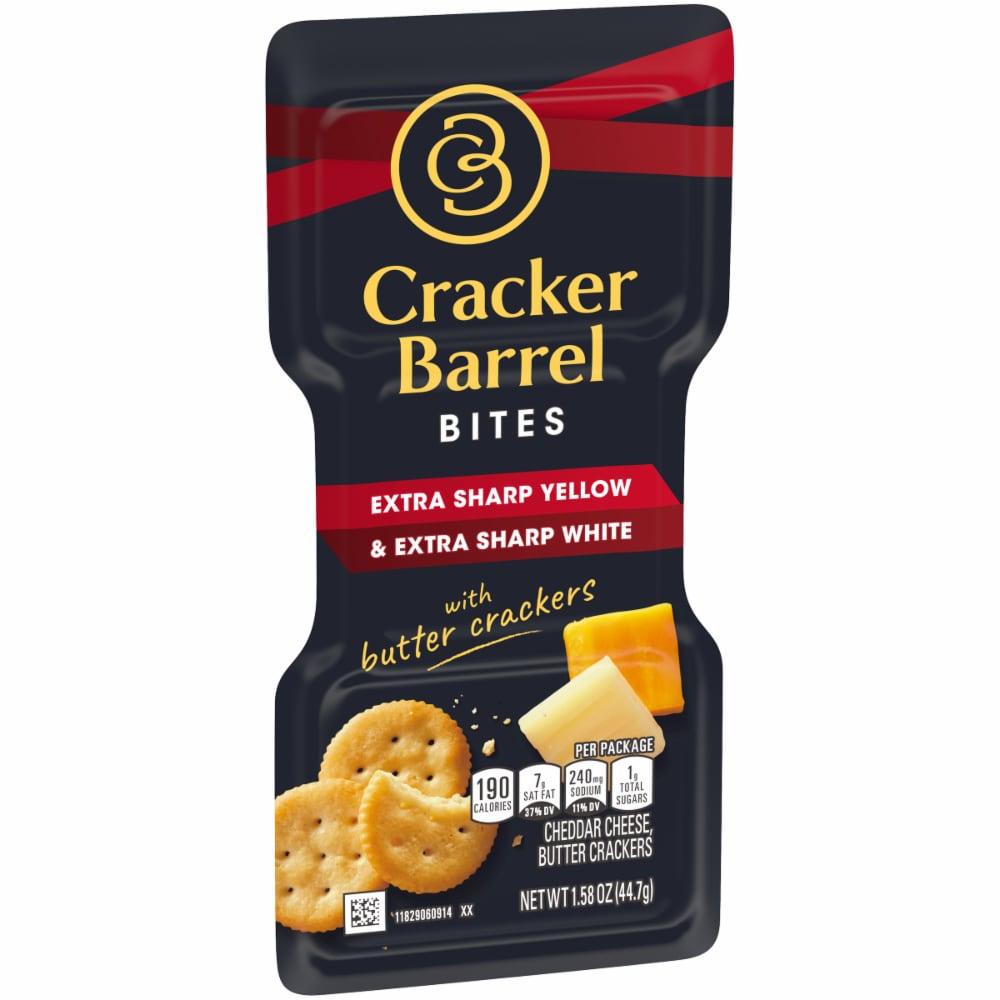 CB
Cracker
Barrel
BITES
EXTRA SHARP YELLOW
& EXTRA SHARP WHITE
with
butter crackers
PER PACKAGE
190
CALORIES
7g
SAT FAT
37% DV
240mg
SODIUM
11% DV
1g
TOTAL
SUGARS
CHEDDAR CHEESE,
BUTTER CRACKERS
NET WT 1.58 OZ (44.7g)
11829060914 XX